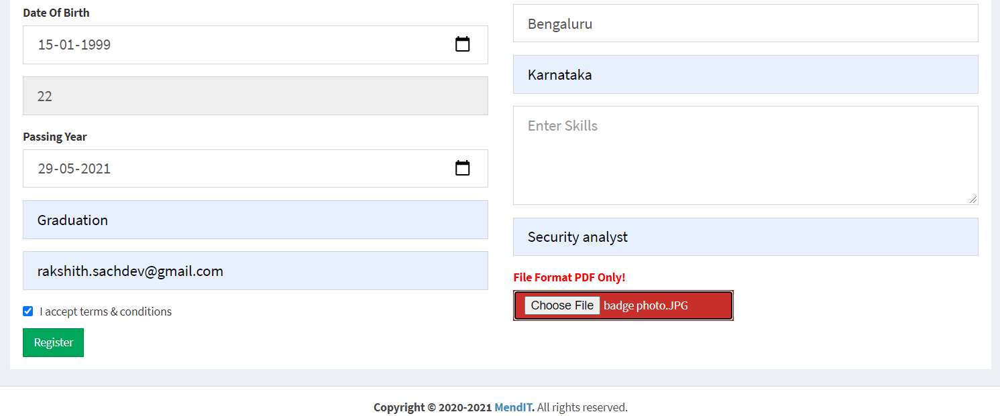 Date Of Birth
15-01-1999
22
Passing Year
29-05-2021
Graduation
rakshith.sachdev@gmail.com
I accept terms & conditions
Register
Bengaluru
Karnataka
Enter Skills
Security analyst
File Format PDF Only!
Choose File badge photo.JPG
Copyright © 2020-2021 MendIT. All rights reserved.